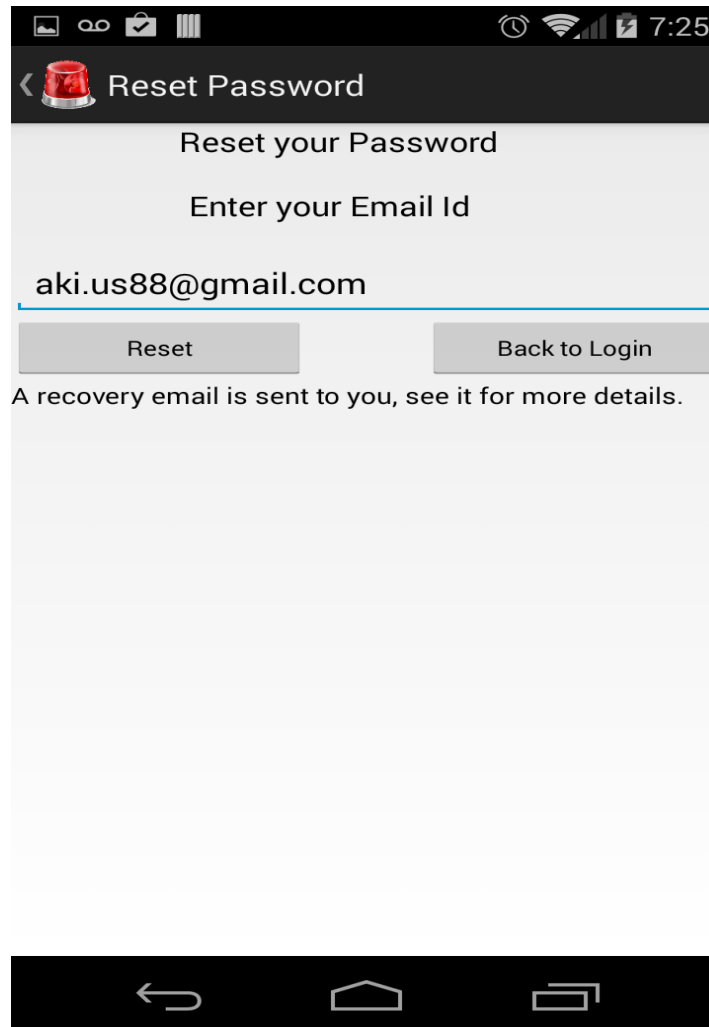 7:25
Reset Password
Reset your Password
Enter your Email Id
aki.us88@gmail.com
Reset Back to Login
A recovery email is sent to you, see it for more details.